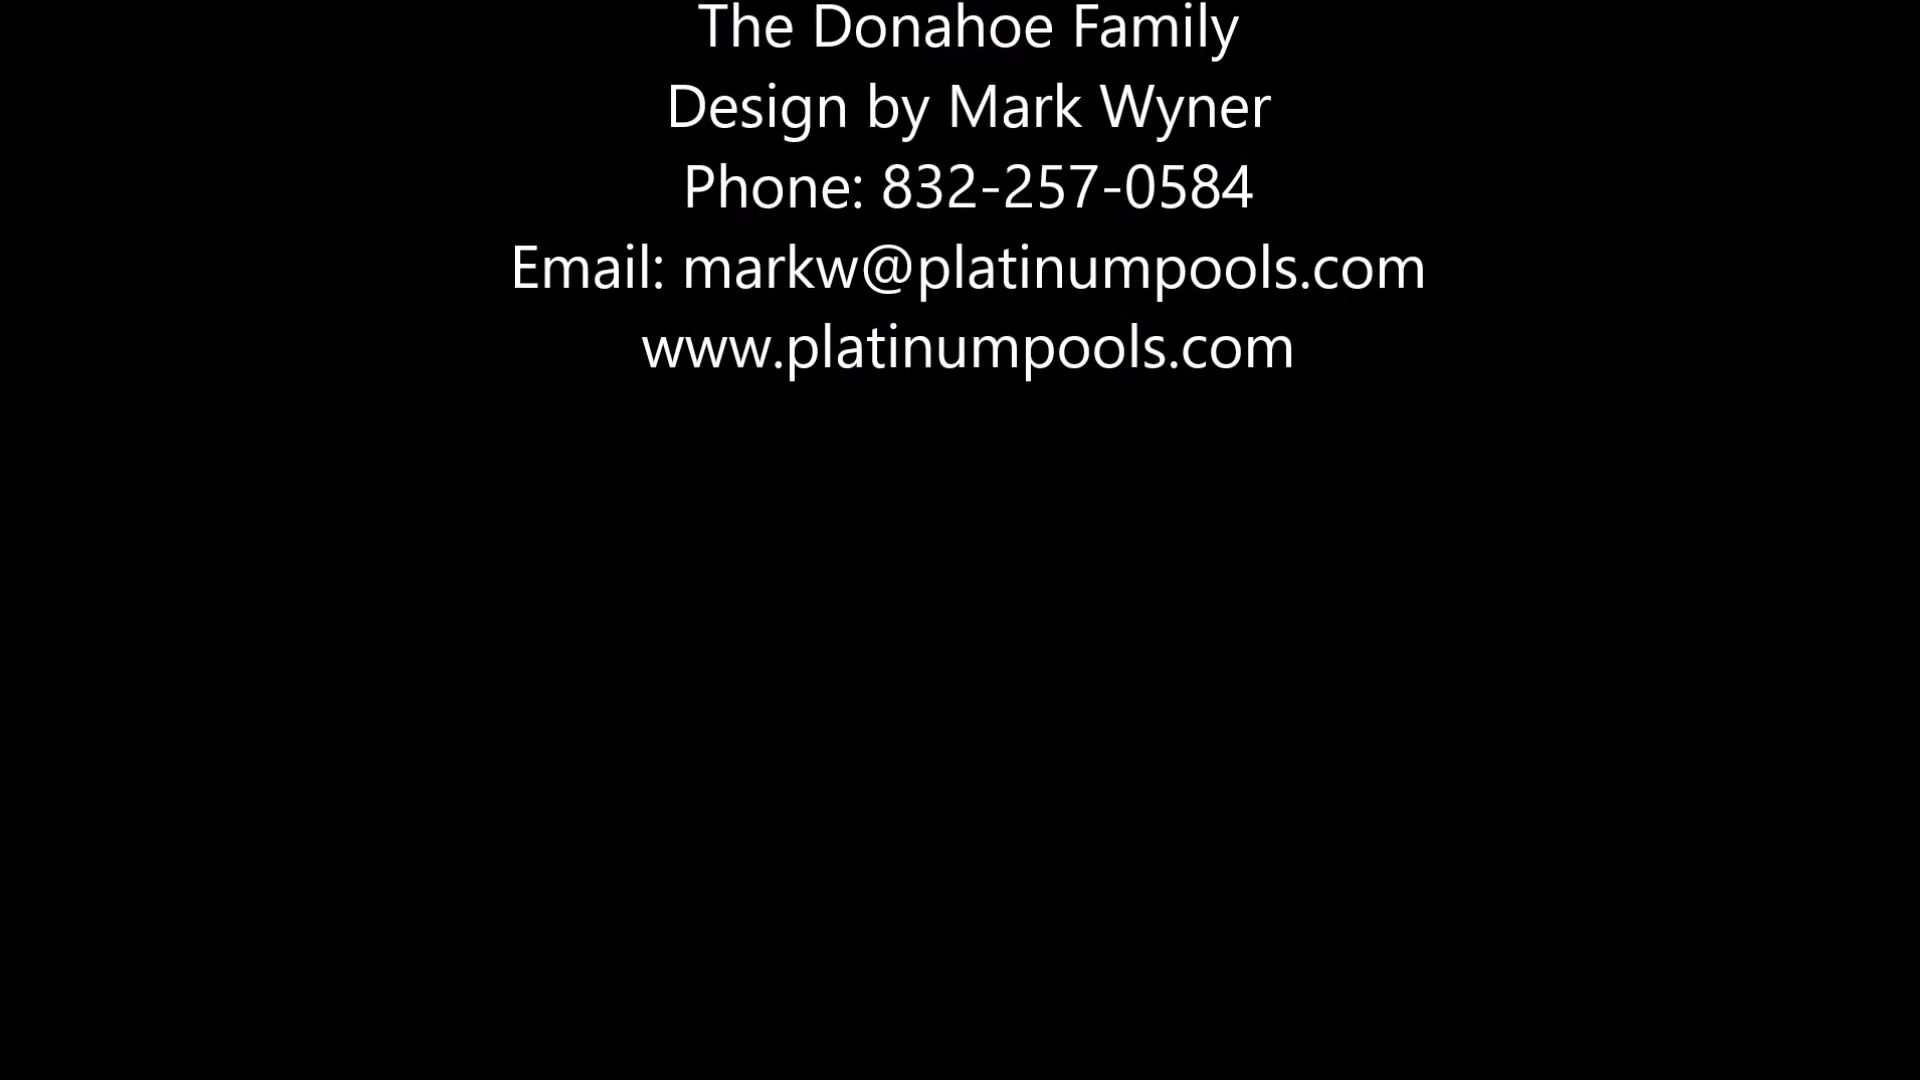 The Donahoe Family
Design by Mark Wyner
Phone: 832-257-0584
Email: markw@platinumpools.com
www.platinumpools.com